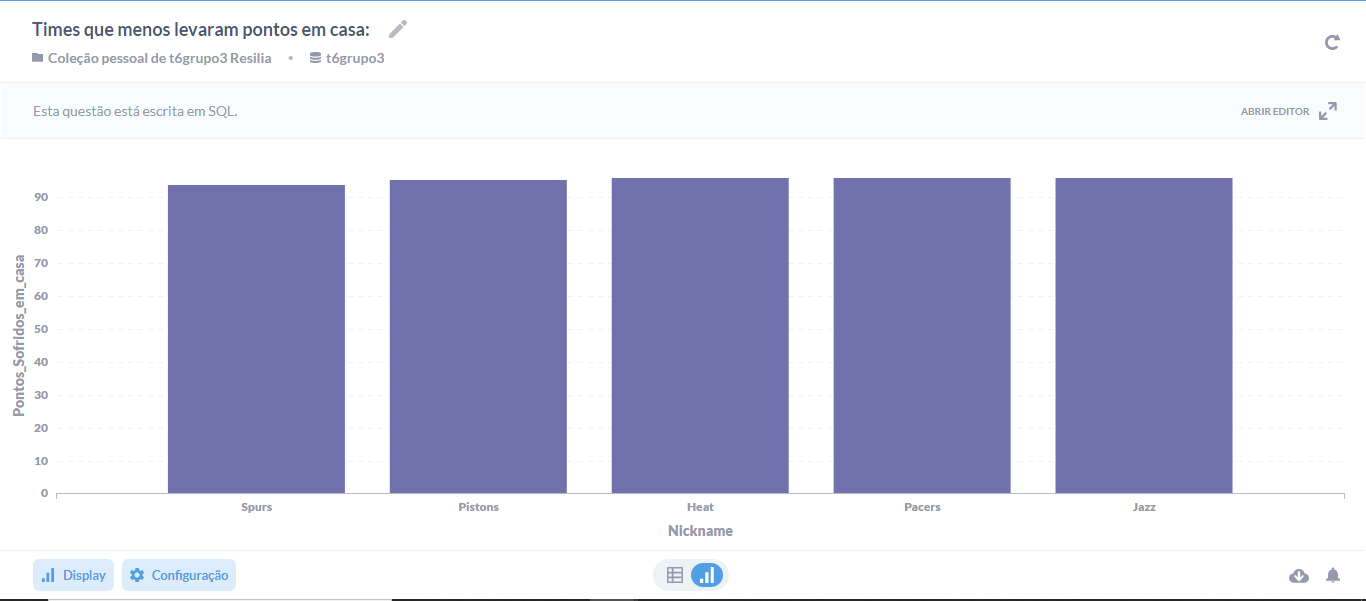 Times que menos levaram pontos em casa:
Coleção pessoal de t6grupo3 Resilia • t6grupo3
Esta questão está escrita em SQL.
ABRIR EDITOR
Pontos_Sofridos_em_casa
90
80
70
60
50
40
30
20
10
0
Spurs Pistons Heat Pacers Jazz
Nickname
Display Configuração